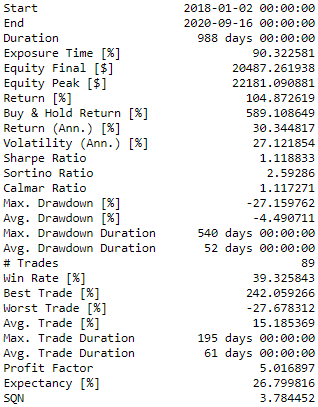 Start 2018-01-02 00:00:00
End 2020-09-16 00:00:00
Duration 988 days 00:00:00
Exposure Time [%] 90.322581
Equity Final [$] 20487.261938
Equity Peak [$] 22181.090881
Return [%] 104.872619
Buy & Hold Return [%] 589.108649
Return (Ann.) [%] 30.344817
Volatility (Ann.) [%] 27.121854
Sharpe Ratio 1.118833
Sortino Ratio 2.59286
Calmar Ratio 1.117271
Max. Drawdown [%] -27.159762
Avg. Drawdown [%] -4.490711
Max. Drawdown Duration 540 days 00:00:00
Avg. Drawdown Duration 52 days 00:00:00
# Trades 89
Win Rate [%] 39.325843
Best Trade [%] 242.059266
Worst Trade [%] -27.678312
Avg. Trade [%] 15.185369
Max. Trade Duration 195 days 00:00:00
Avg. Trade Duration 61 days 00:00:00
Profit Factor 5.016897
Expectancy [%] 26.799816
SQN 3.784452